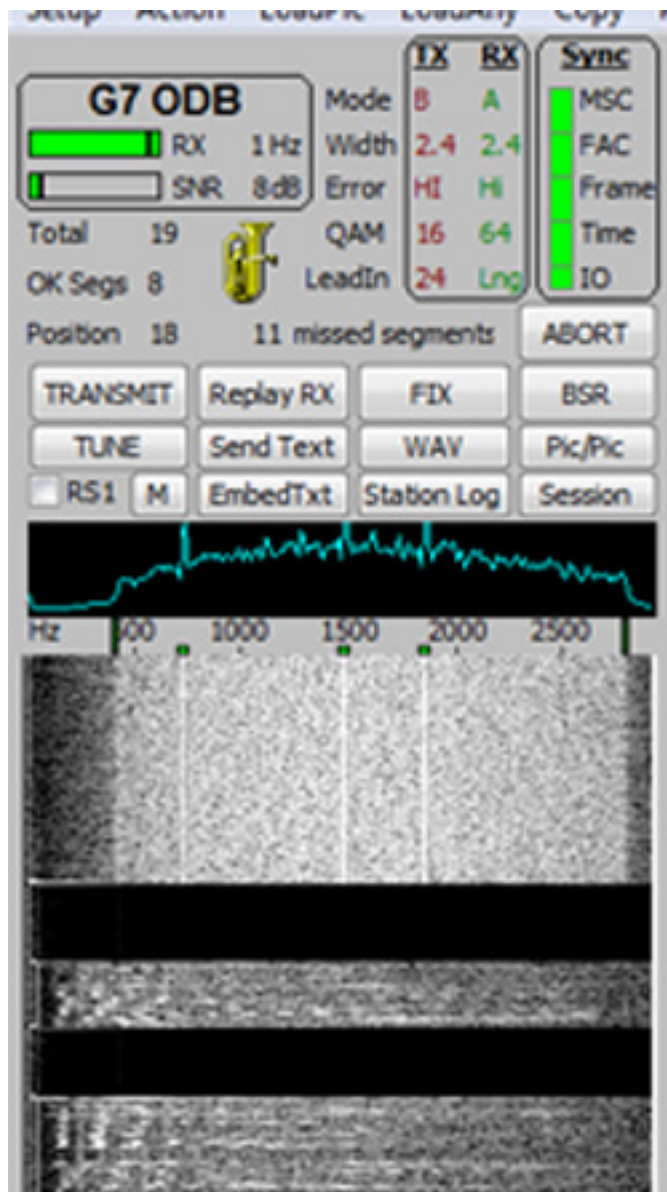 Setup Action LoadPic LoadAny Copy
TX RX Sync
G7 ODB Mode B A MSC
RX 1 Hz Width 2.4 2.4 FAC
SNR 8dB Error HI Hi Frame
Total 19 QAM 16 64 Time
OK Segs 8 LeadIn 24 Lng IO
Position 18 11 missed segments ABORT
TRANSMIT Replay RX FIX BSR
TUNE Send Text WAV Pic/Pic
RS1 M EmbedTxt Station Log Session
Hz 500 1000 1500 2000 2500